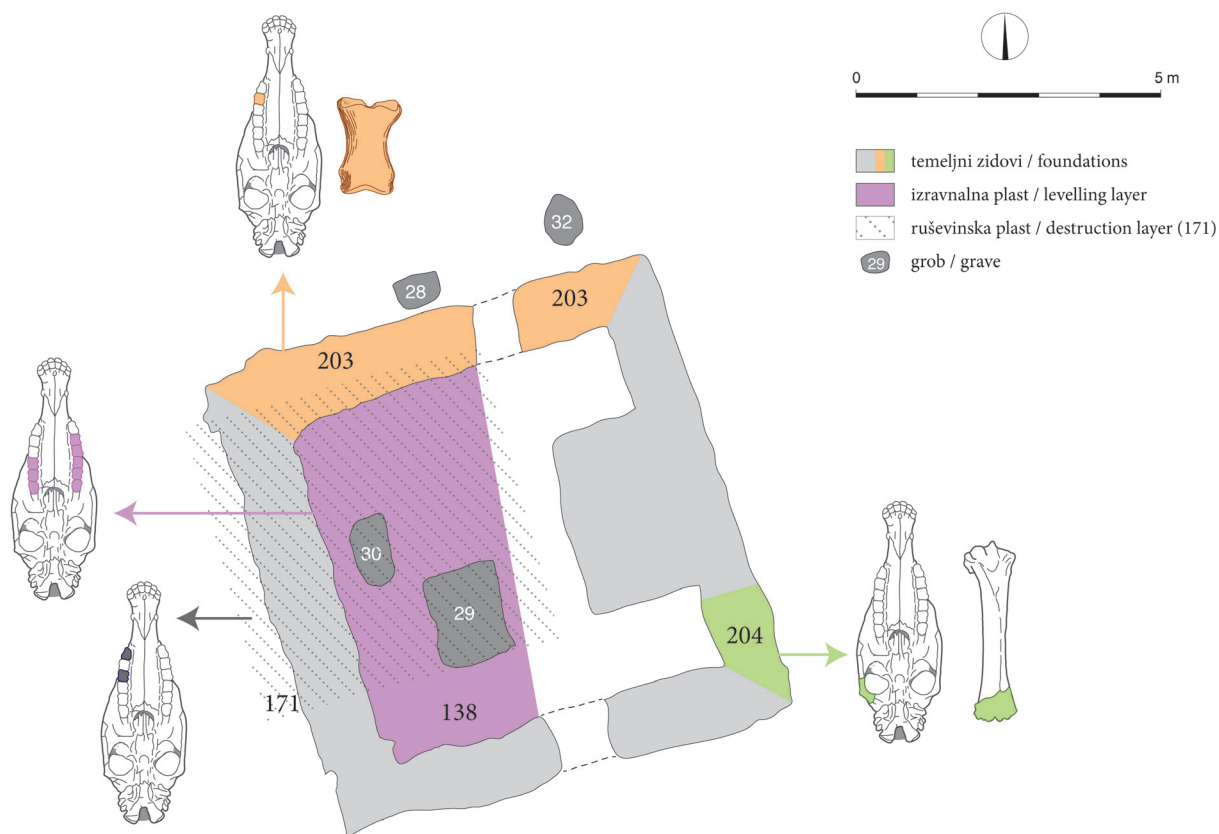 0 5 m
temeljni zidovi / foundations
izravnalna plast / levelling layer
ruševinska plast / destruction layer (171)
29 grob / grave
32
28
203
203
30
29
204
171
138